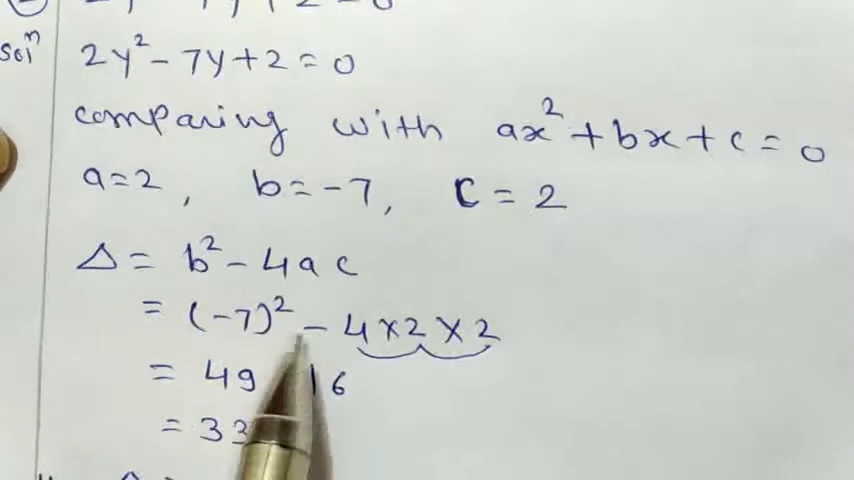 Solⁿ 2y² - 7y + 2 = 0
comparing with ax² + bx + c = 0
a = 2, b = -7, c = 2
Δ = b² - 4ac
= (-7)² - 4 × 2 × 2
= 49 16
= 33